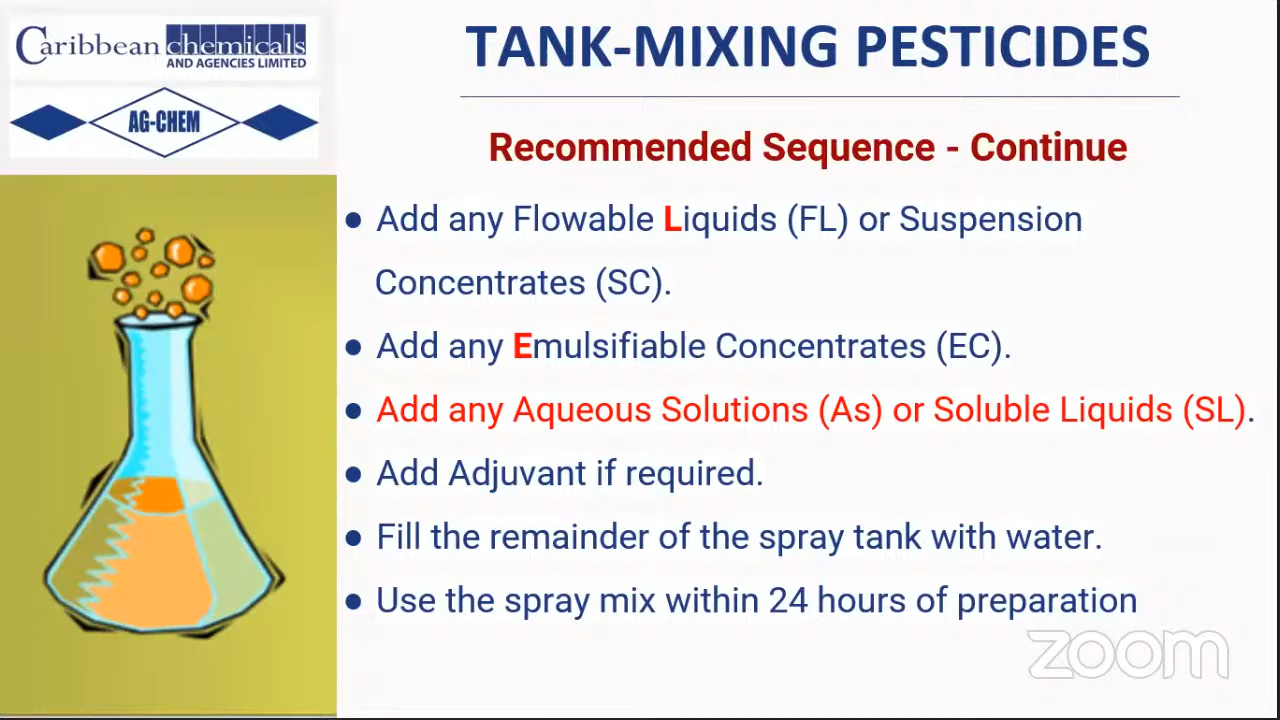 Caribbean chemicals
AND AGENCIES LIMITED
AG-CHEM
TANK-MIXING PESTICIDES
Recommended Sequence - Continue
● Add any Flowable Liquids (FL) or Suspension
Concentrates (SC).
● Add any Emulsifiable Concentrates (EC).
● Add any Aqueous Solutions (As) or Soluble Liquids (SL).
● Add Adjuvant if required.
● Fill the remainder of the spray tank with water.
● Use the spray mix within 24 hours of preparation
zoom